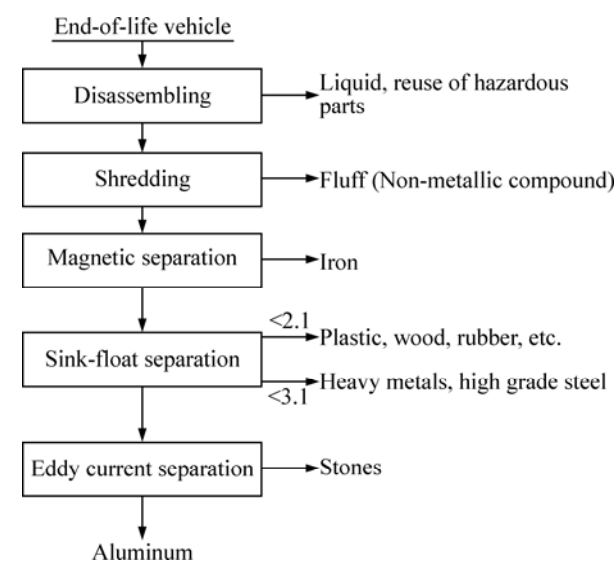 End-of-life vehicle
Disassembling
Liquid, reuse of hazardous
parts
Shredding
Fluff (Non-metallic compound)
Magnetic separation
Iron
<2.1
Plastic, wood, rubber, etc.
Sink-float separation
Heavy metals, high grade steel
<3.1
Eddy current separation
Stones
Aluminum